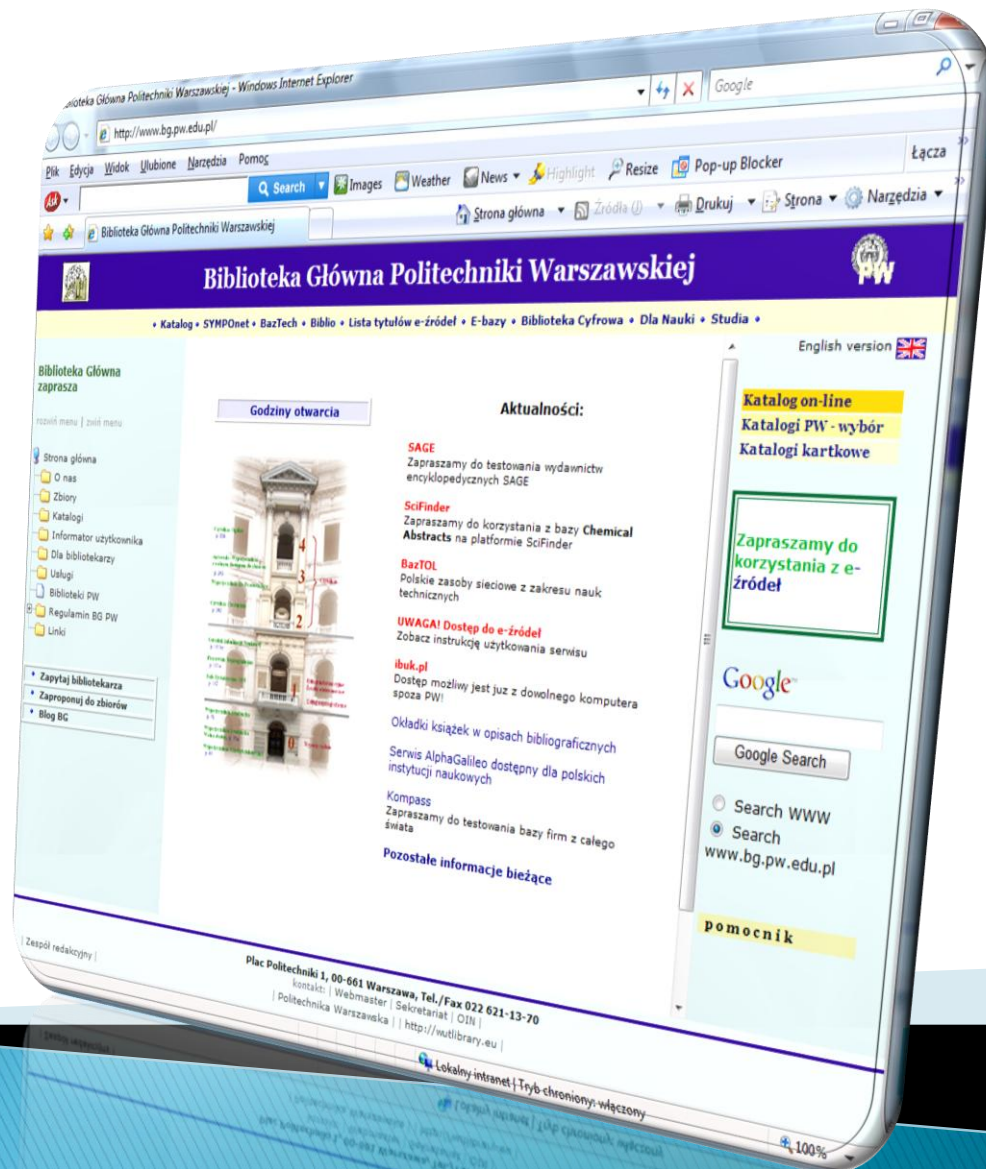 Biblioteka Główna Politechniki Warszawskiej - Windows Internet Explorer
http://www.bg.pw.edu.pl/
Google
Plik Edycja Widok Ulubione Narzędzia Pomoc
Łącza
Ask
Search Images Weather News Highlight Resize Pop-up Blocker
Biblioteka Główna Politechniki Warszawskiej
Strona główna Źródła (J) Drukuj Strona Narzędzia
Biblioteka Główna Politechniki Warszawskiej
PW
• Katalog • SYMPOnet • BazTech • Biblio • Lista tytułów e-źródeł • E-bazy • Biblioteka Cyfrowa • Dla Nauki • Studia •
English version
Biblioteka Główna
zaprasza
rozwiń menu | zwiń menu
Strona główna
O nas
Zbiory
Katalogi
Informator użytkownika
Dla bibliotekarzy
Usługi
Biblioteki PW
Regulamin BG PW
Linki
• Zapytaj bibliotekarza
• Zaproponuj do zbiorów
• Blog BG
Godziny otwarcia
4
3
2
1
0
Aktualności:
SAGE
Zapraszamy do testowania wydawnictw
encyklopedycznych SAGE
SciFinder
Zapraszamy do korzystania z bazy Chemical
Abstracts na platformie SciFinder
BazTOL
Polskie zasoby sieciowe z zakresu nauk
technicznych
UWAGA! Dostęp do e-źródeł
Zobacz instrukcję użytkowania serwisu
ibuk.pl
Dostęp możliwy jest juz z dowolnego komputera
spoza PW!
Okładki książek w opisach bibliograficznych
Serwis AlphaGalileo dostępny dla polskich
instytucji naukowych
Kompass
Zapraszamy do testowania bazy firm z całego
świata
Pozostałe informacje bieżące
Katalog on-line
Katalogi PW - wybór
Katalogi kartkowe
Zapraszamy do
korzystania z e-
źródeł
Google
Google Search
Search WWW
Search
www.bg.pw.edu.pl
pomocnik
| Zespół redakcyjny |
Plac Politechniki 1, 00-661 Warszawa, Tel./Fax 022 621-13-70
kontakt: | Webmaster | Sekretariat | OIN |
| Politechnika Warszawska | | http://wutlibrary.eu |
Lokalny intranet | Tryb chroniony: włączony
100%